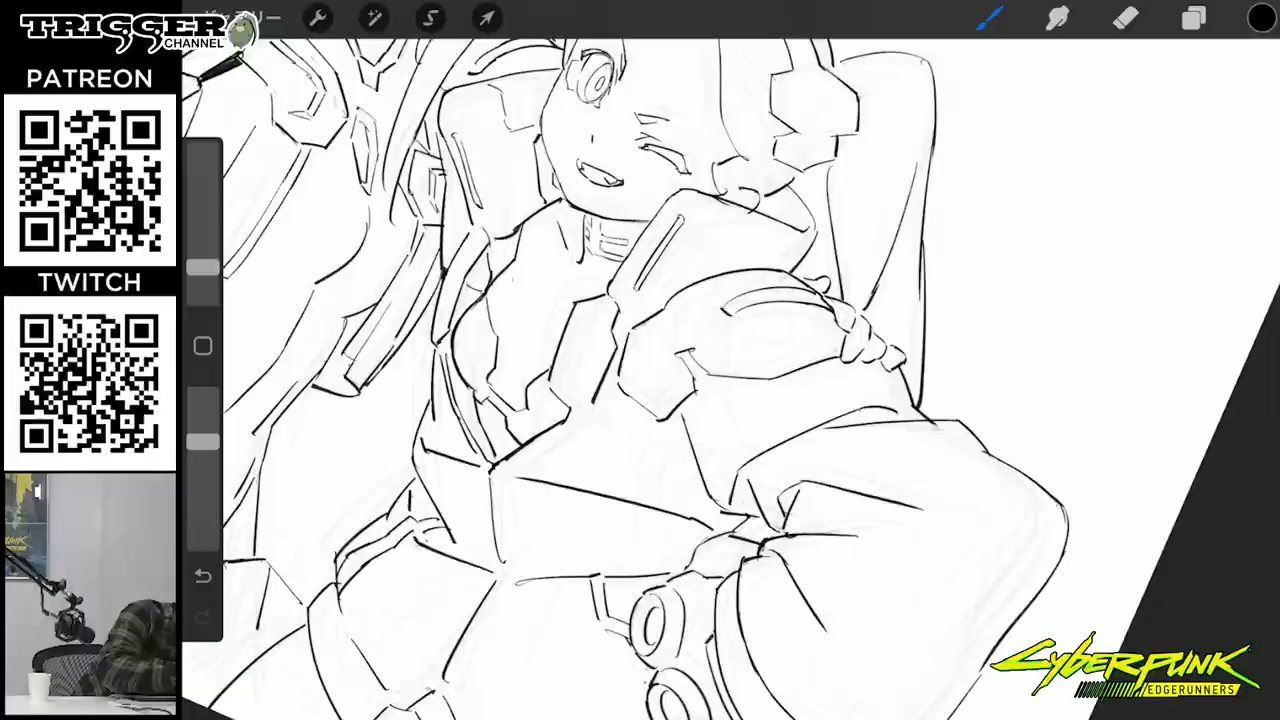 TRIGGER
CHANNEL
PATREON
TWITCH
CYBERPUNK
EDGERUNNERS